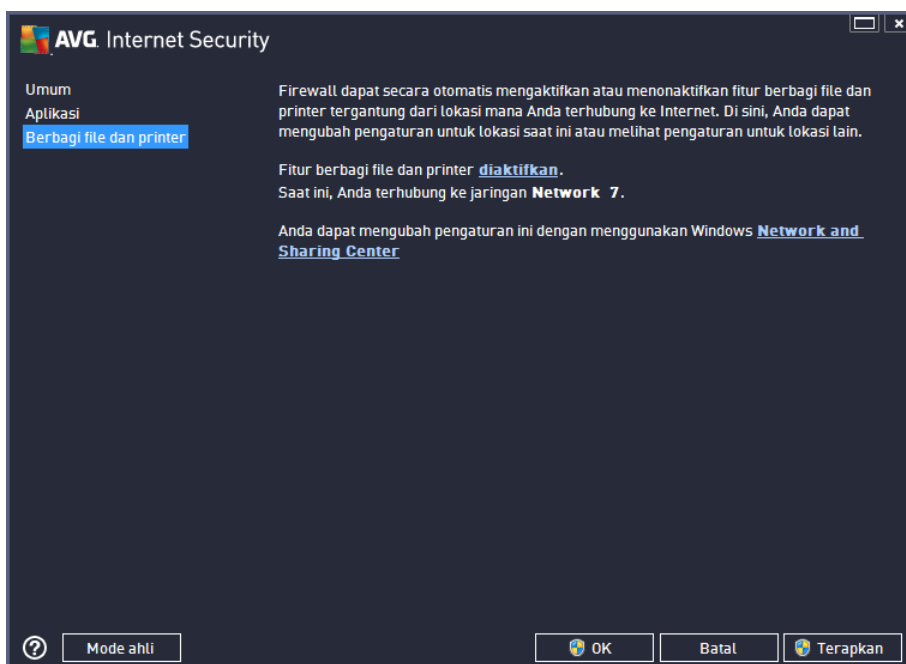 AVG. Internet Security
Umum
Aplikasi
Berbagi file dan printer
Firewall dapat secara otomatis mengaktifkan atau menonaktifkan fitur berbagi file dan
printer tergantung dari lokasi mana Anda terhubung ke Internet. Di sini, Anda dapat
mengubah pengaturan untuk lokasi saat ini atau melihat pengaturan untuk lokasi lain.
Fitur berbagi file dan printer diaktifkan.
Saat ini, Anda terhubung ke jaringan Network 7.
Anda dapat mengubah pengaturan ini dengan menggunakan Windows Network and
Sharing Center
? Mode ahli OK Batal Terapkan